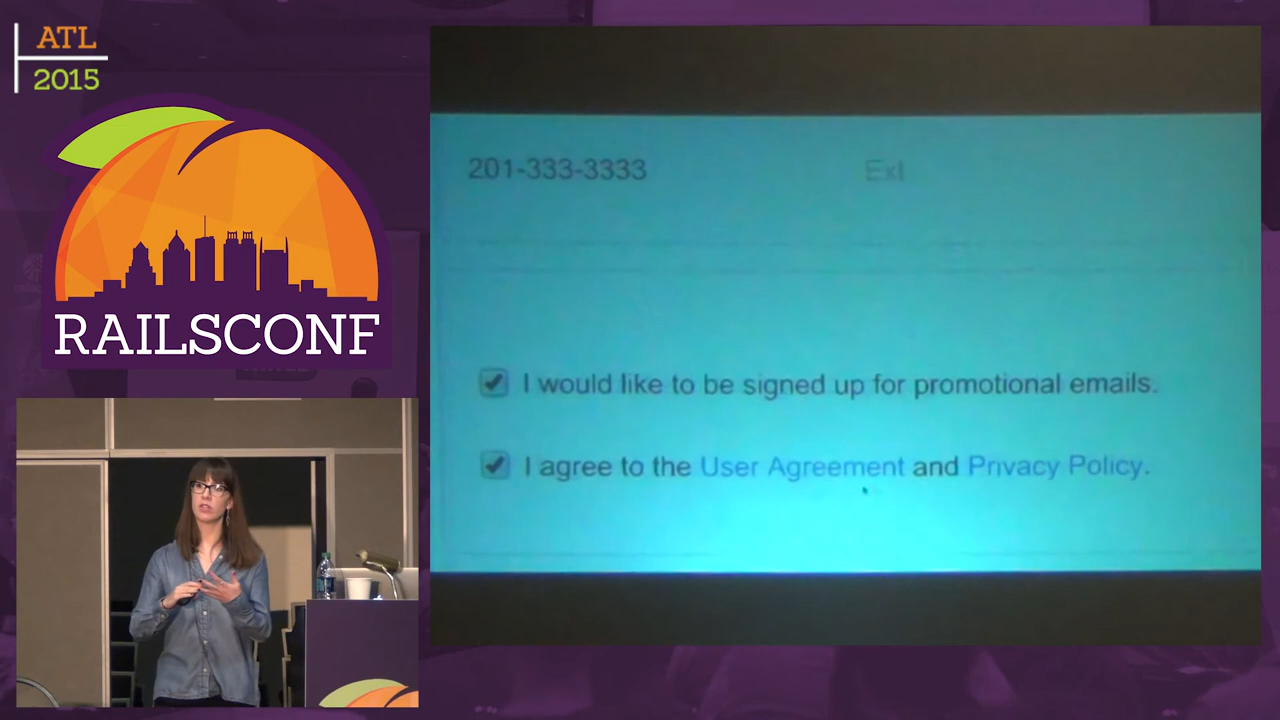 ATL
2015
RAILSCONF
201-333-3333 Ext
I would like to be signed up for promotional emails.
I agree to the User Agreement and Privacy Policy.